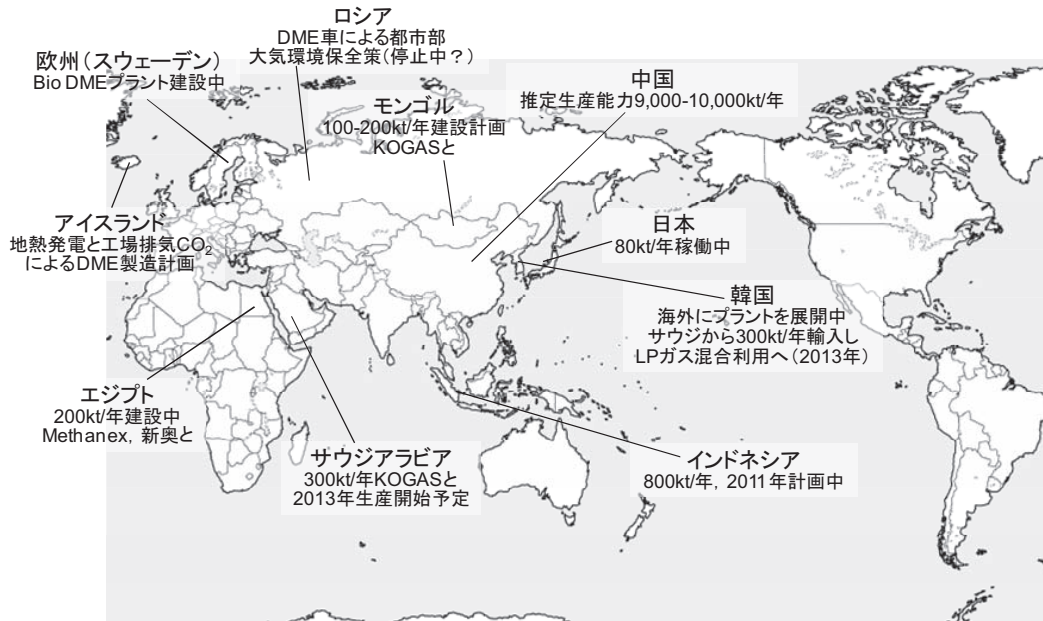 ロシア
DME車による都市部
大気環境保全策(停止中?)
欧州(スウェーデン)
Bio DMEプラント建設中
中国
推定生産能力9,000-10,000kt/年
モンゴル
100-200kt/年建設計画
KOGASと
アイスランド
地熱発電と工場排気CO₂
によるDME製造計画
日本
80kt/年稼働中
韓国
海外にプラントを展開中
サウジから300kt/年輸入し
LPガス混合利用へ(2013年)
エジプト
200kt/年建設中
Methanex, 新奥と
サウジアラビア
300kt/年KOGASと
2013年生産開始予定
インドネシア
800kt/年, 2011年計画中